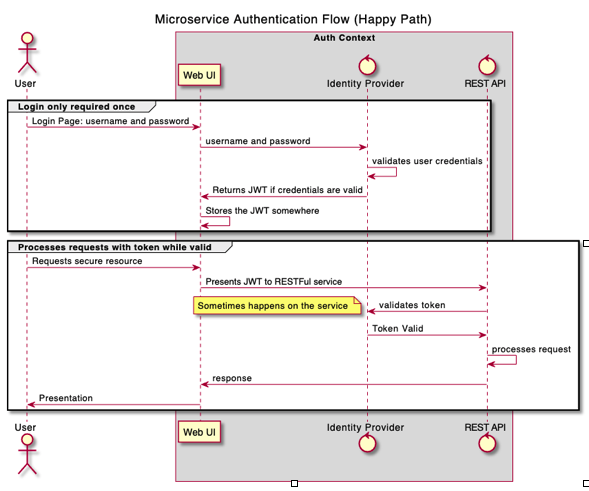 Microservice Authentication Flow (Happy Path)
Auth Context
User
Web UI
Identity Provider
REST API
Login only required once
Login Page: username and password
username and password
validates user credentials
Returns JWT if credentials are valid
Stores the JWT somewhere
Processes requests with token while valid
Requests secure resource
Presents JWT to RESTFul service
Sometimes happens on the service
validates token
Token Valid
processes request
response
Presentation
User
Web UI
Identity Provider
REST API